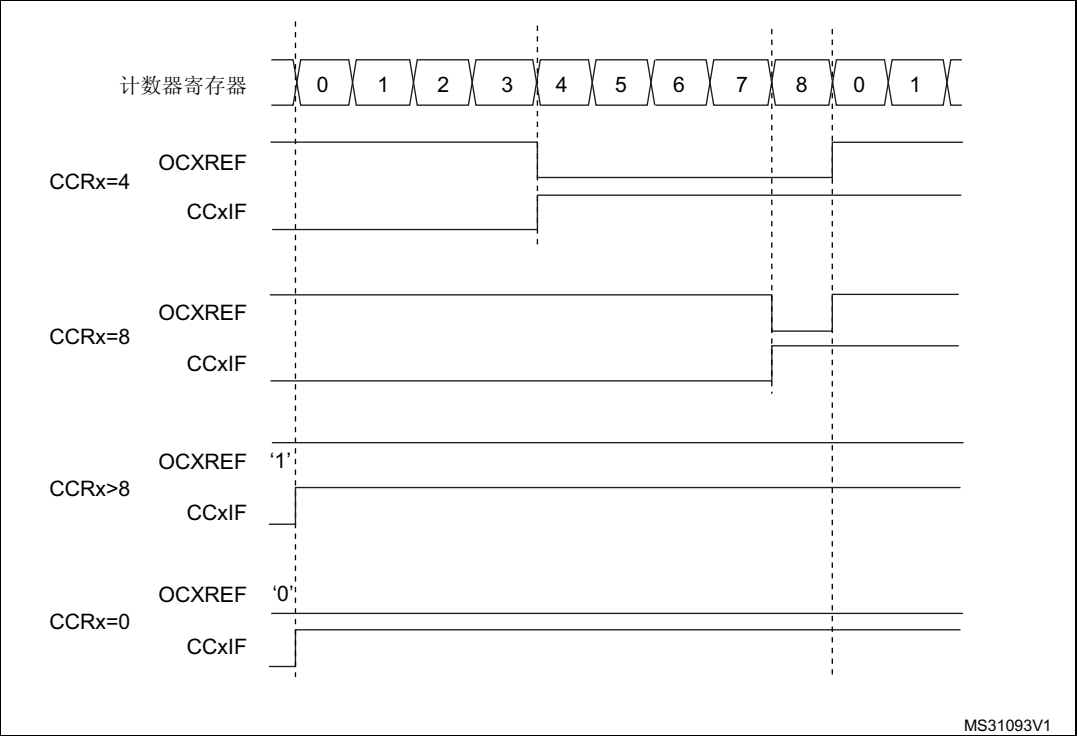 计数器寄存器 0 1 2 3 4 5 6 7 8 0 1
OCXREF
CCRx=4
CCxIF
OCXREF
CCRx=8
CCxIF
OCXREF ‘1’
CCRx>8
CCxIF
OCXREF ‘0’
CCRx=0
CCxIF
MS31093V1